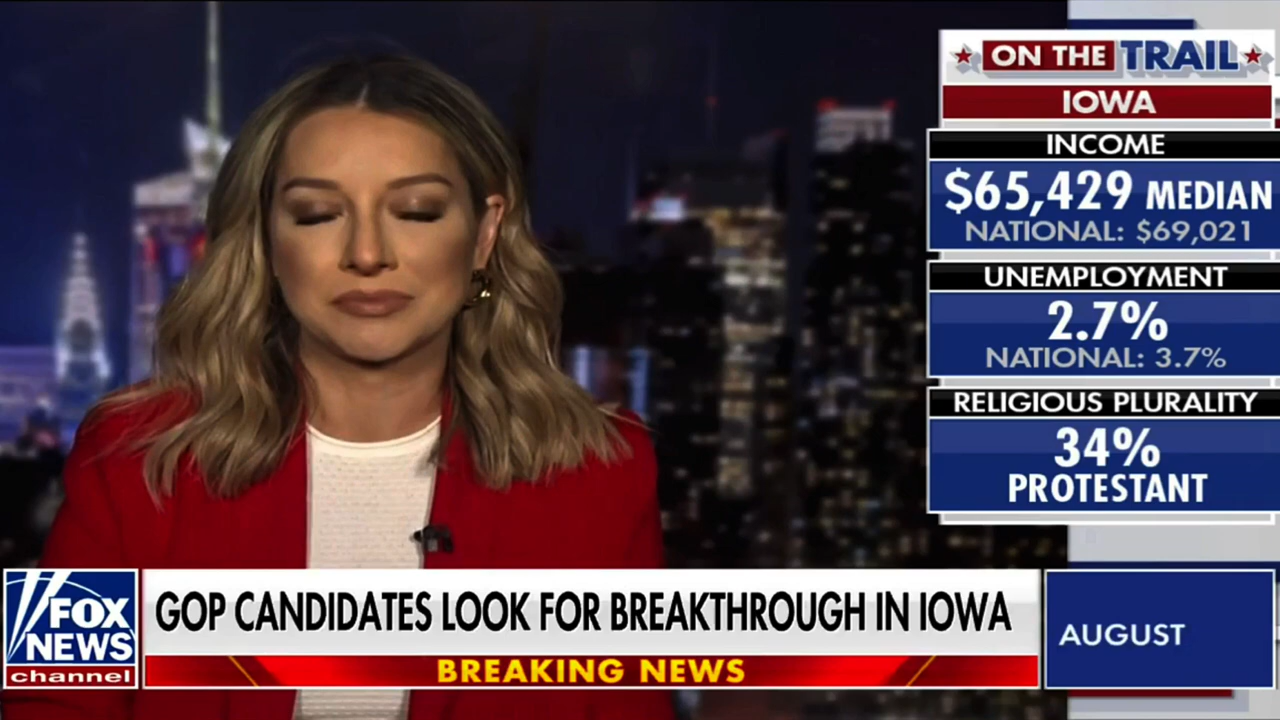 ON THE TRAIL
IOWA
INCOME
$65,429 MEDIAN
NATIONAL: $69,021
UNEMPLOYMENT
2.7%
NATIONAL: 3.7%
RELIGIOUS PLURALITY
34%
PROTESTANT
FOX
NEWS
channel
GOP CANDIDATES LOOK FOR BREAKTHROUGH IN IOWA
BREAKING NEWS
AUGUST